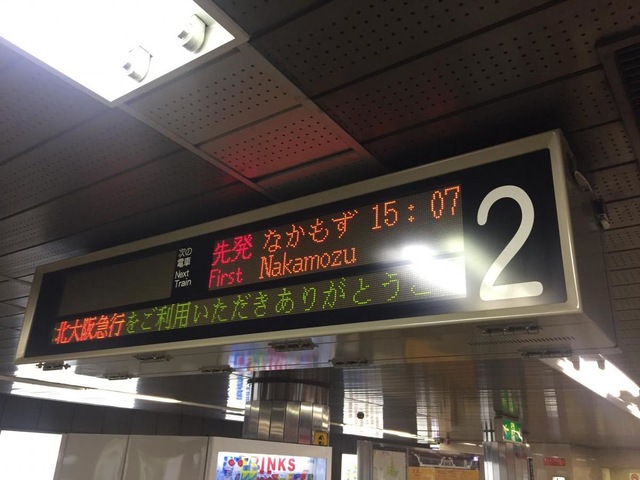 次の
電車
Next
Train
先発 なかもず 15:07
First Nakamozu
2
北大阪急行をご利用いただきありがとうご
DRINKS